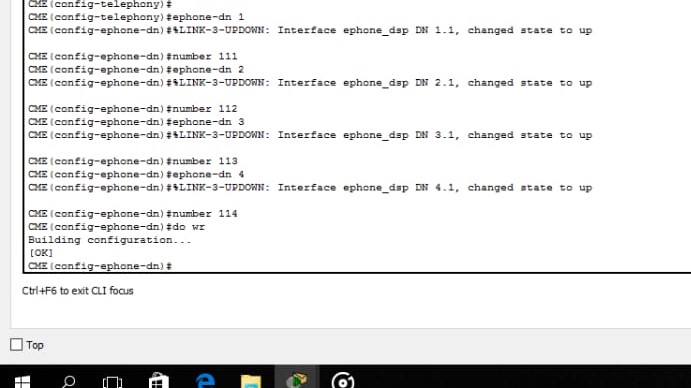 CME(config-telephony)#
CME(config-telephony)#ephone-dn 1
CME(config-ephone-dn)#%LINK-3-UPDOWN: Interface ephone_dsp DN 1.1, changed state to up
CME(config-ephone-dn)#number 111
CME(config-ephone-dn)#ephone-dn 2
CME(config-ephone-dn)#%LINK-3-UPDOWN: Interface ephone_dsp DN 2.1, changed state to up
CME(config-ephone-dn)#number 112
CME(config-ephone-dn)#ephone-dn 3
CME(config-ephone-dn)#%LINK-3-UPDOWN: Interface ephone_dsp DN 3.1, changed state to up
CME(config-ephone-dn)#number 113
CME(config-ephone-dn)#ephone-dn 4
CME(config-ephone-dn)#%LINK-3-UPDOWN: Interface ephone_dsp DN 4.1, changed state to up
CME(config-ephone-dn)#number 114
CME(config-ephone-dn)#do wr
Building configuration...
[OK]
CME(config-ephone-dn)#
Ctrl+F6 to exit CLI focus
Top